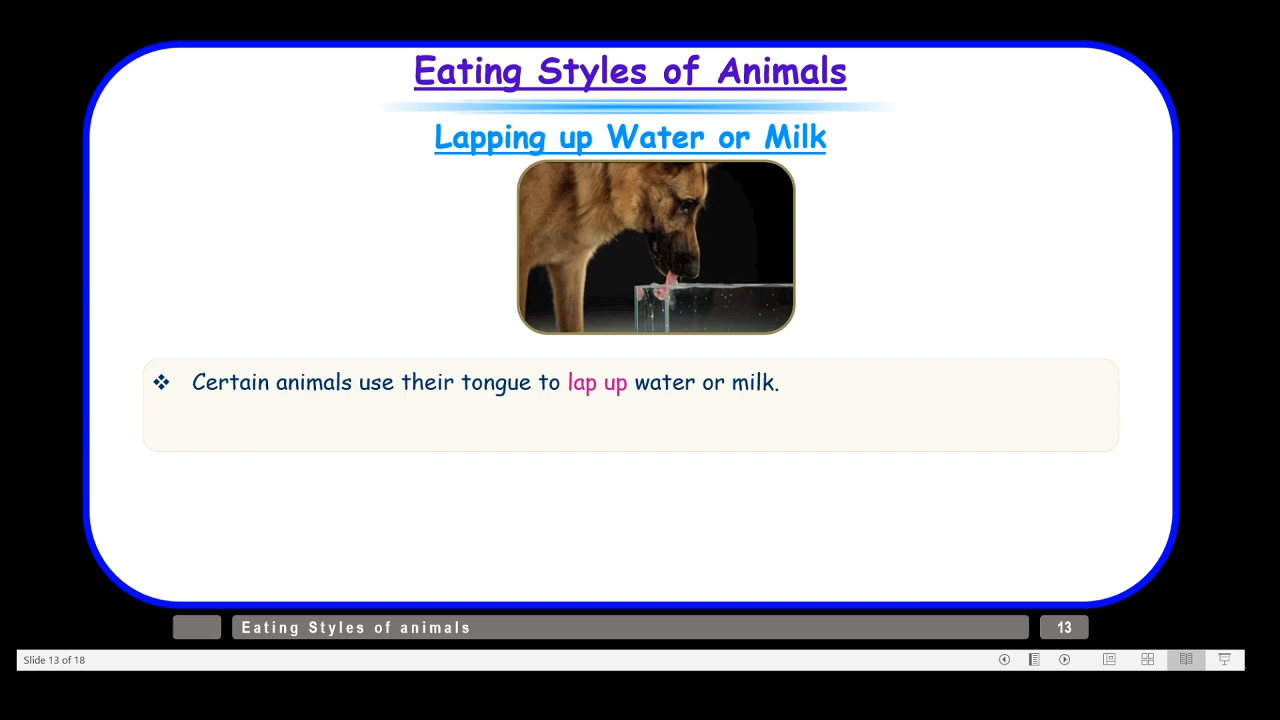 Eating Styles of Animals
Lapping up Water or Milk
❖ Certain animals use their tongue to lap up water or milk.
Eating Styles of animals
13
Slide 13 of 18